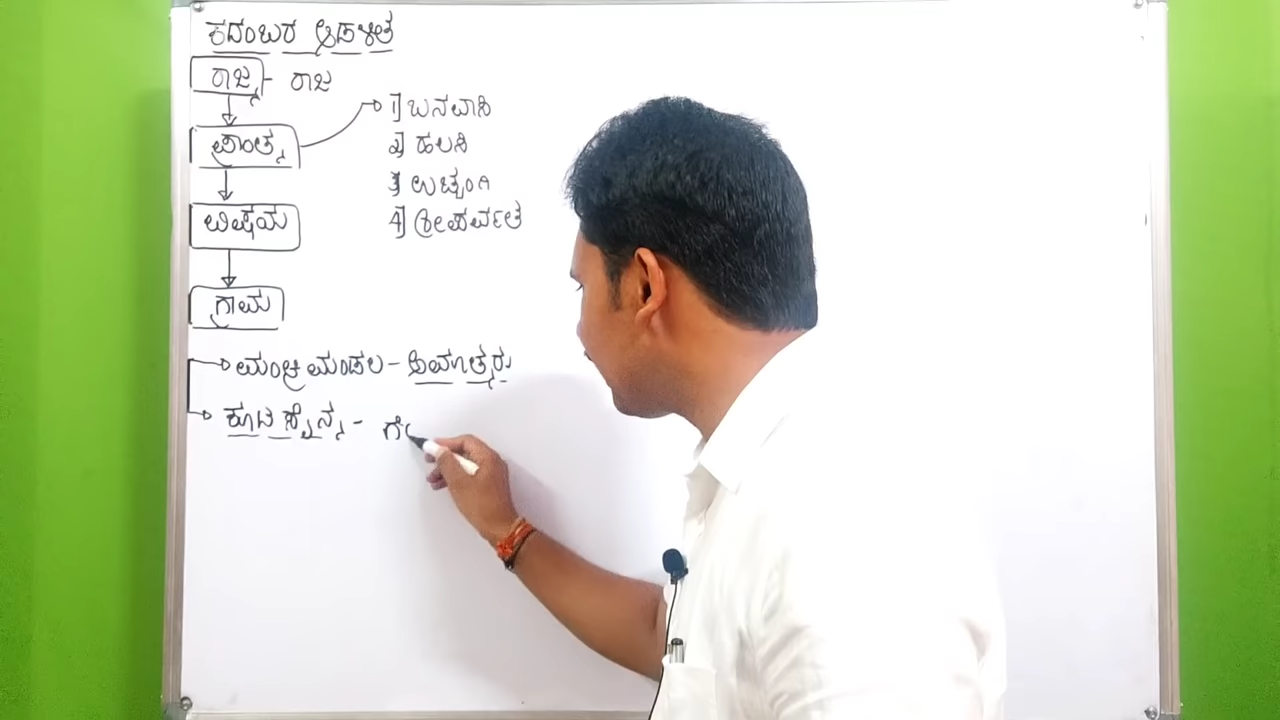 ಕದಂಬರ ಆಡಳಿತ
ರಾಜ್ಯ - ರಾಜ
ಪ್ರಾಂತ್ಯ
ವಿಷಯ
ಗ್ರಾಮ
1] ಬನವಾಸಿ
2] ಹಲಸಿ
3] ಉಚ್ಚಂಗಿ
4] ಶ್ರೀಪರ್ವತ
ಮಂತ್ರಿ ಮಂಡಲ - ಅಮಾತ್ಯರು
ಕೂಟ ಸೈನ್ಯ - ಗೆ